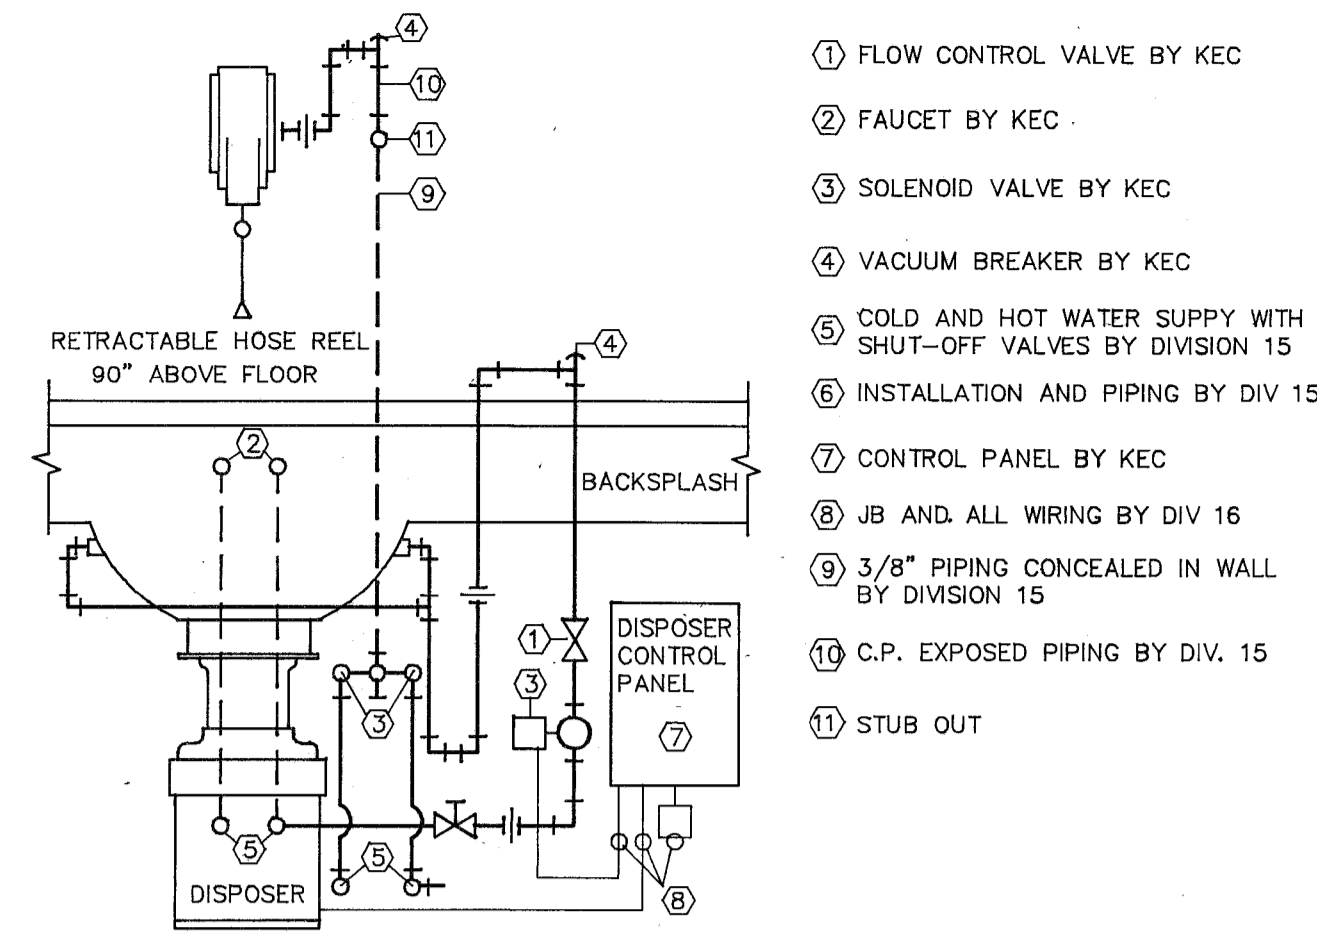 4
10
11
9
RETRACTABLE HOSE REEL
90" ABOVE FLOOR
4
2
BACKSPLASH
1
3
3
DISPOSER
CONTROL
PANEL
7
5
5
DISPOSER
8
1 FLOW CONTROL VALVE BY KEC
2 FAUCET BY KEC
3 SOLENOID VALVE BY KEC
4 VACUUM BREAKER BY KEC
5 COLD AND HOT WATER SUPPY WITH
SHUT-OFF VALVES BY DIVISION 15
6 INSTALLATION AND PIPING BY DIV 15
7 CONTROL PANEL BY KEC
8 JB AND. ALL WIRING BY DIV 16
9 3/8" PIPING CONCEALED IN WALL
BY DIVISION 15
10 C.P. EXPOSED PIPING BY DIV. 15
11 STUB OUT